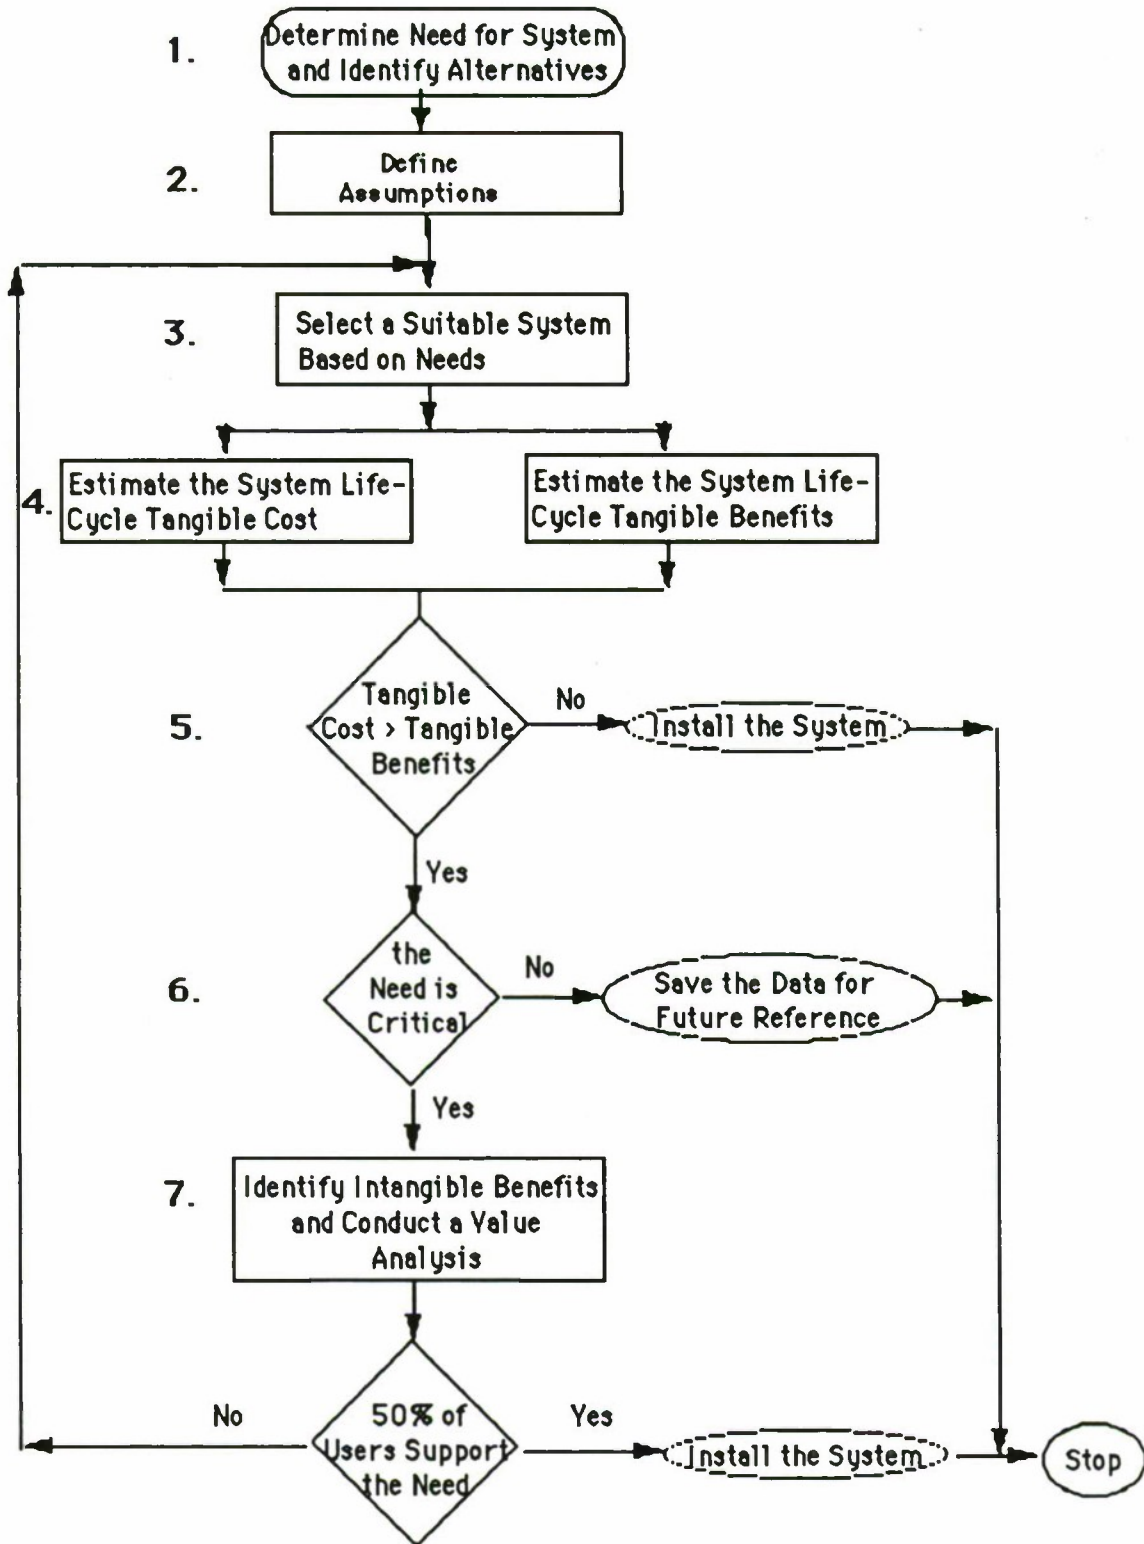 1.
Determine Need for System
and Identify Alternatives
2.
Define
Assumptions
3.
Select a Suitable System
Based on Needs
4.
Estimate the System Life-
Cycle Tangible Cost
Estimate the System Life-
Cycle Tangible Benefits
5.
Tangible
Cost > Tangible
Benefits
No
Install the System
Yes
6.
the
Need is
Critical
No
Save the Data for
Future Reference
Yes
7.
Identify Intangible Benefits
and Conduct a Value
Analysis
No
50% of
Users Support
the Need
Yes
Install the System
Stop